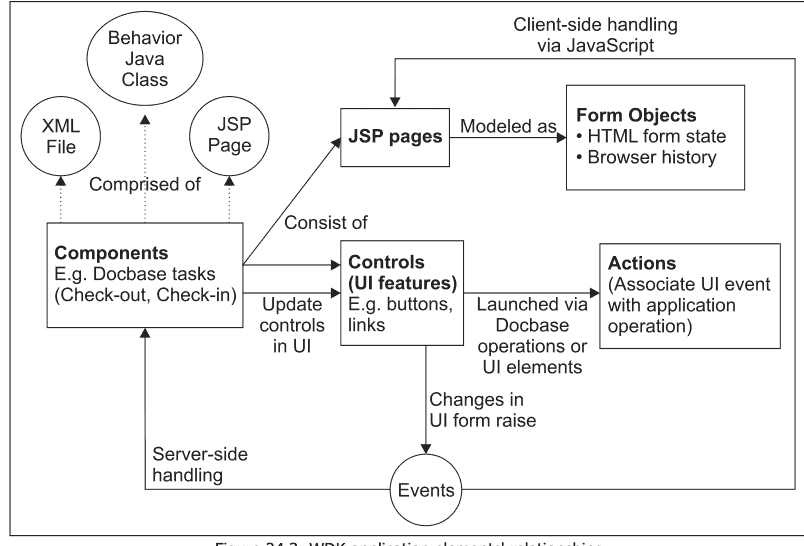 Client-side handling
via JavaScript
Behavior
Java
Class
XML
File
JSP
Page
Comprised of
JSP pages
Modeled as
Form Objects
• HTML form state
• Browser history
Consist of
Components
E.g. Docbase tasks
(Check-out, Check-in)
Update
controls
in UI
Controls
(UI features)
E.g. buttons,
links
Launched via
Docbase
operations or
UI elements
Actions
(Associate UI event
with application
operation)
Changes in
UI form raise
Server-side
handling
Events